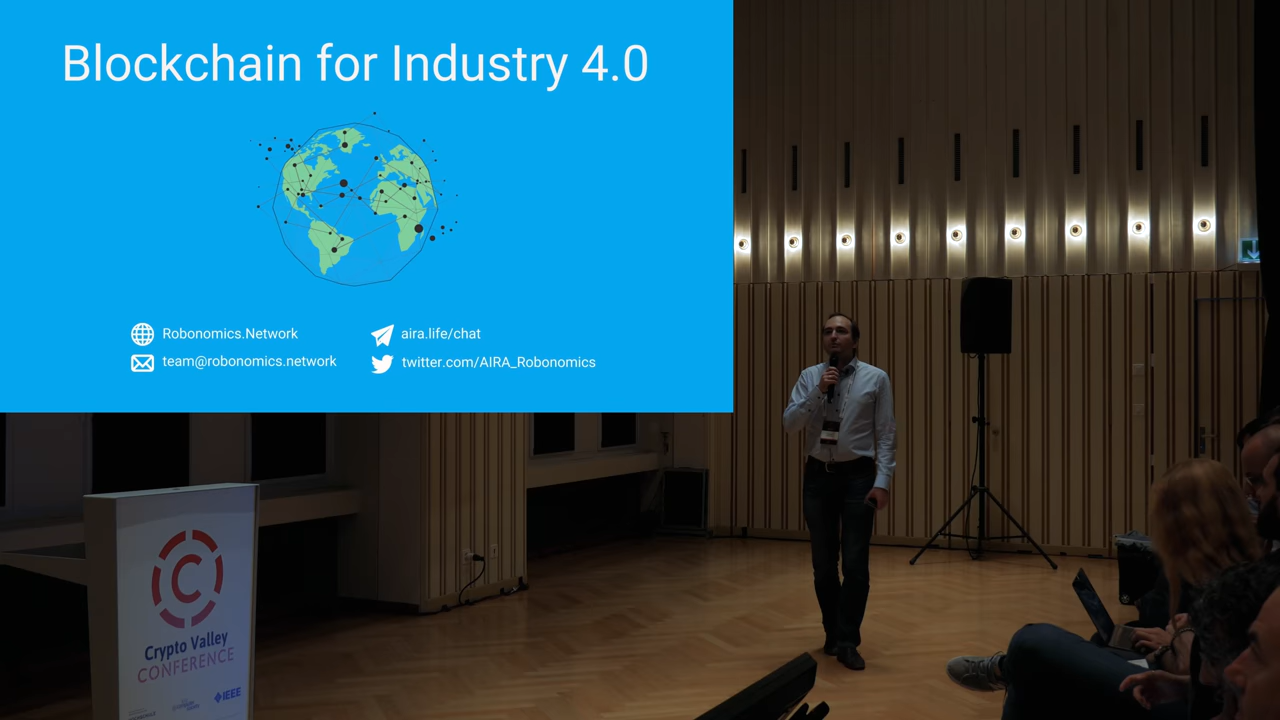 Blockchain for Industry 4.0
Robonomics.Network
aira.life/chat
team@robonomics.network
twitter.com/AIRA_Robonomics
C
Crypto Valley
CONFERENCE
IEEE